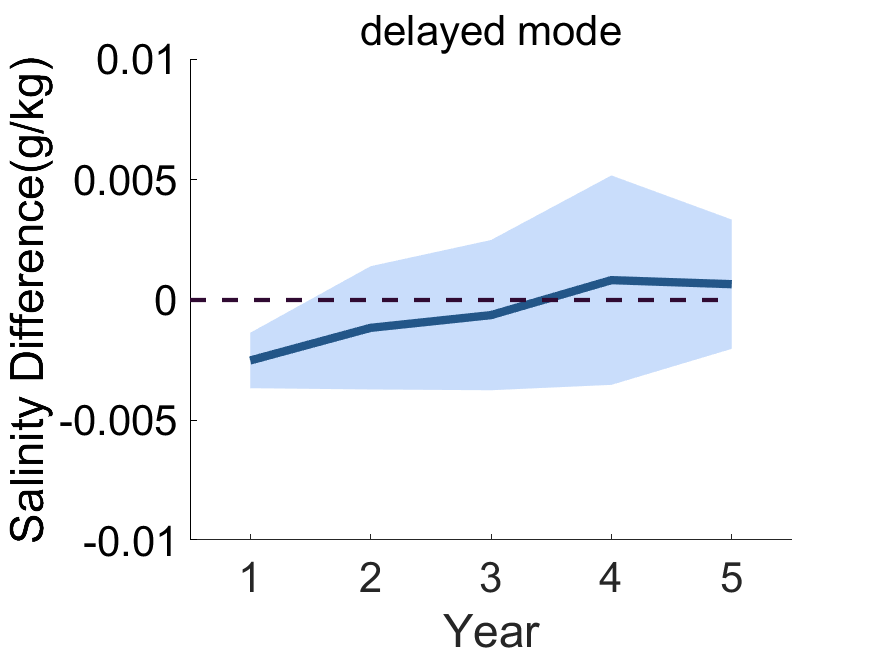 delayed mode
Salinity Difference(g/kg)
0.01
0.005
0
-0.005
-0.01
1 2 3 4 5
Year